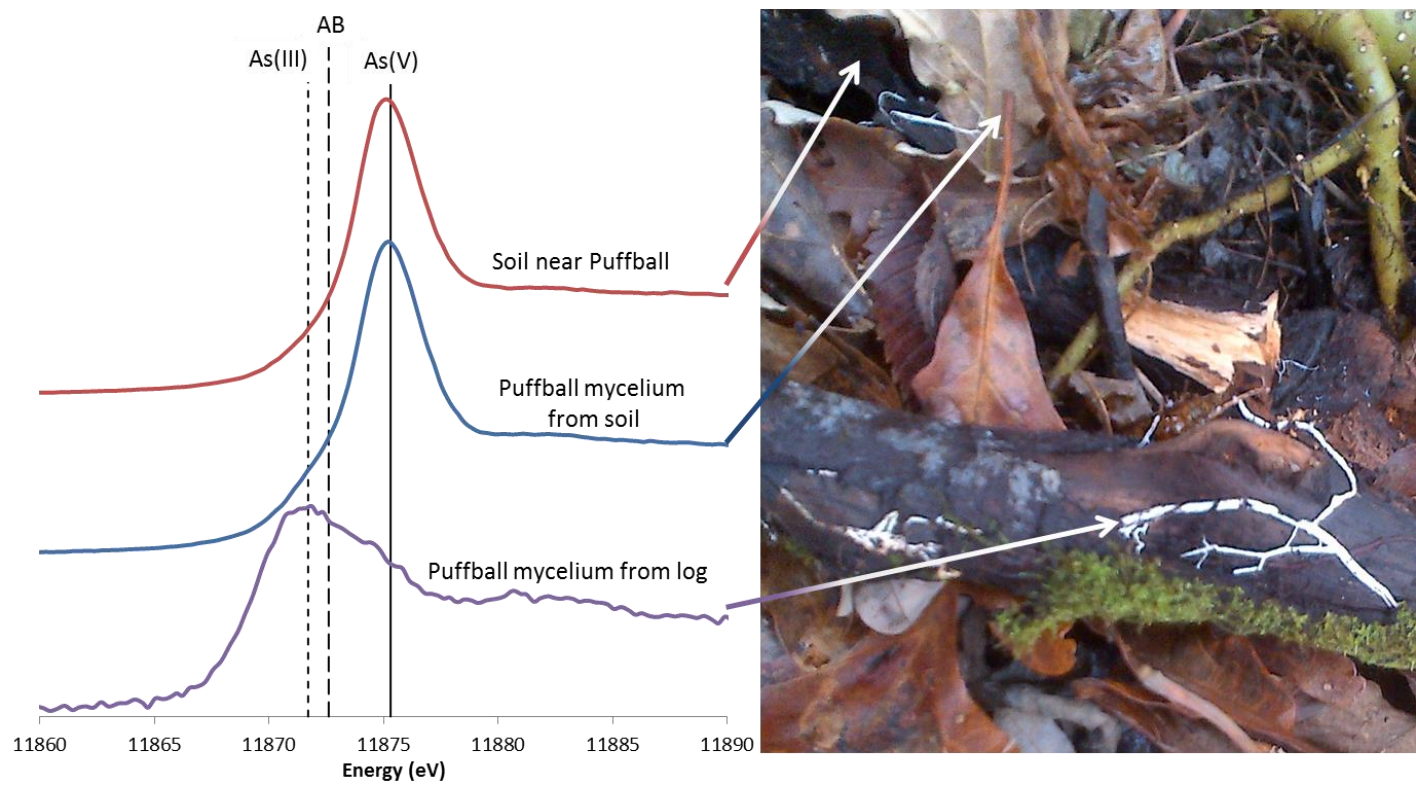 AB
As(III)
As(V)
Soil near Puffball
Puffball mycelium
from soil
Puffball mycelium from log
11860 11865 11870 11875 11880 11885 11890
Energy (eV)